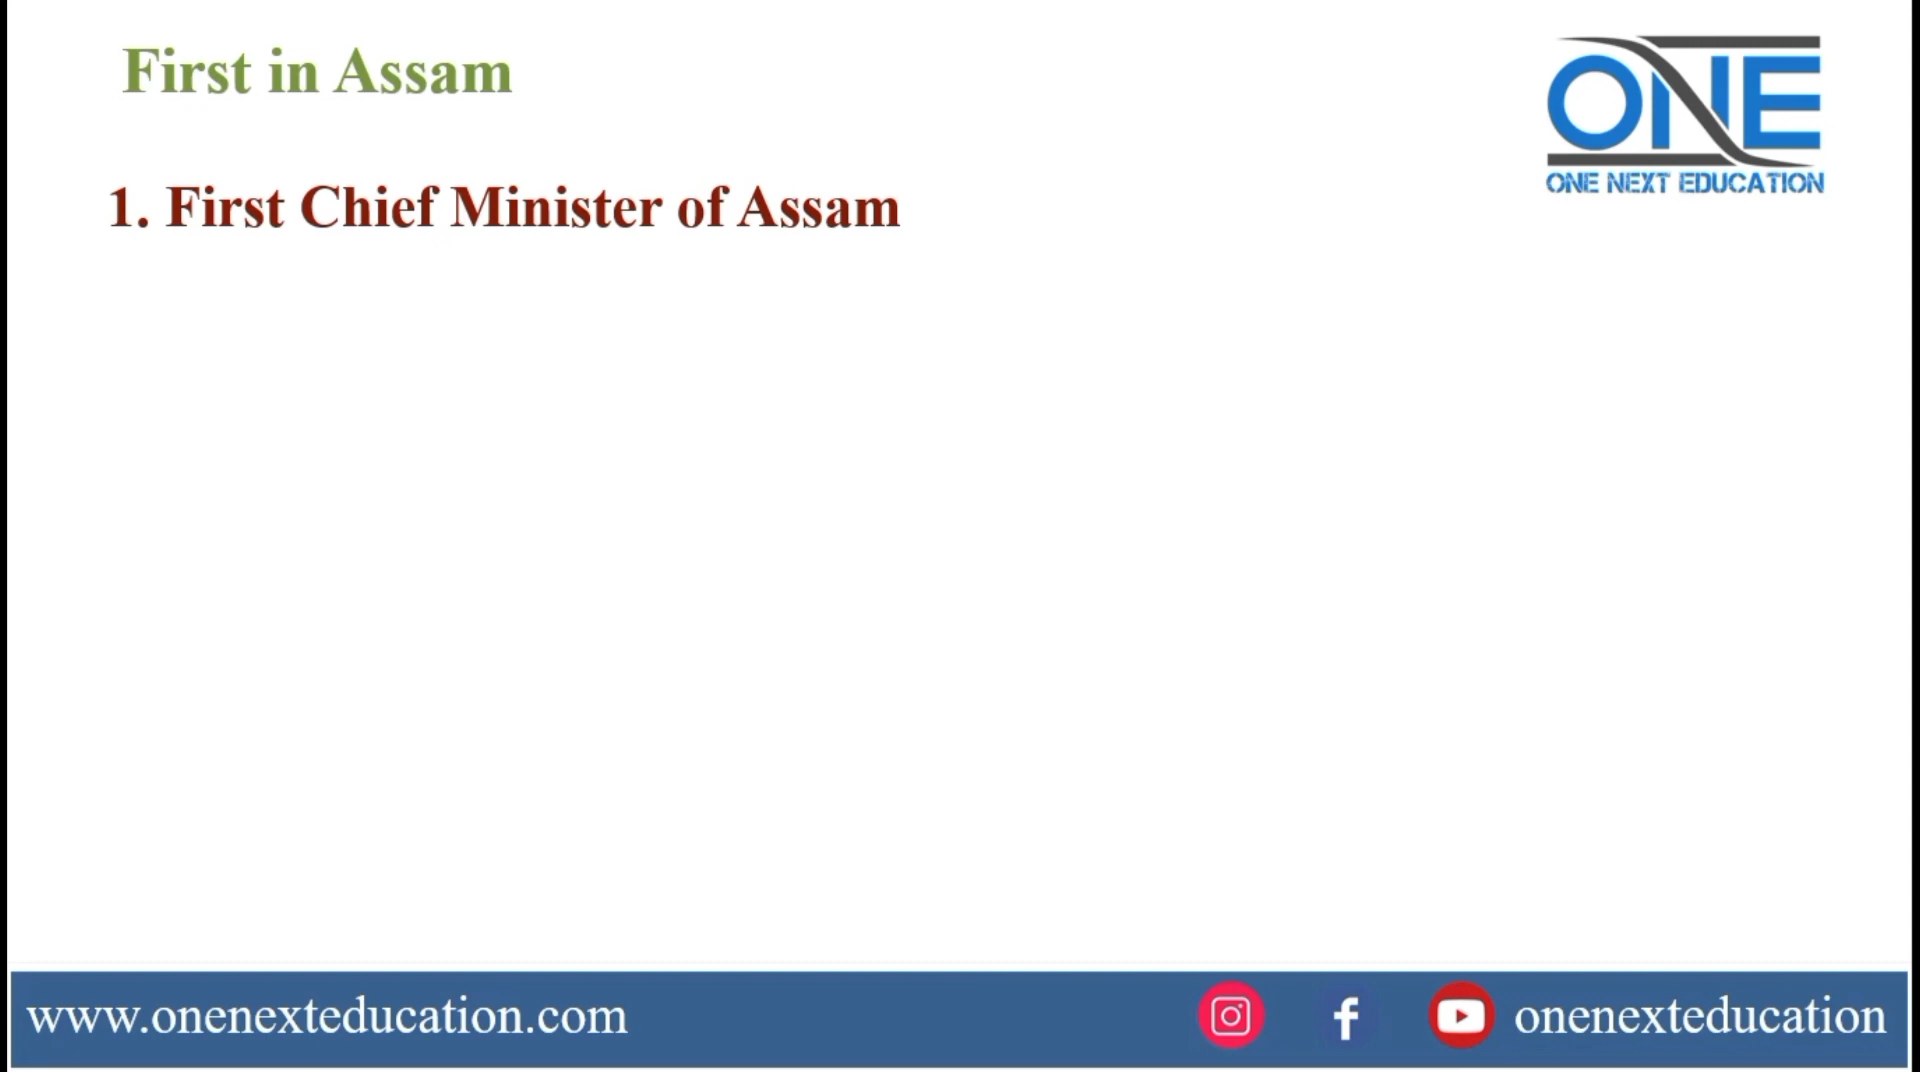 First in Assam
ONE
ONE NEXT EDUCATION
1. First Chief Minister of Assam
www.onenexteducation.com
onenexteducation